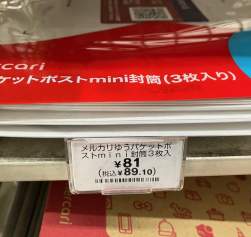 rcari
ケットポストmini封筒(3枚入り)
メルカリゆうパケットポ
ストmini封筒3枚入
¥81
(税込¥89.10)
cari